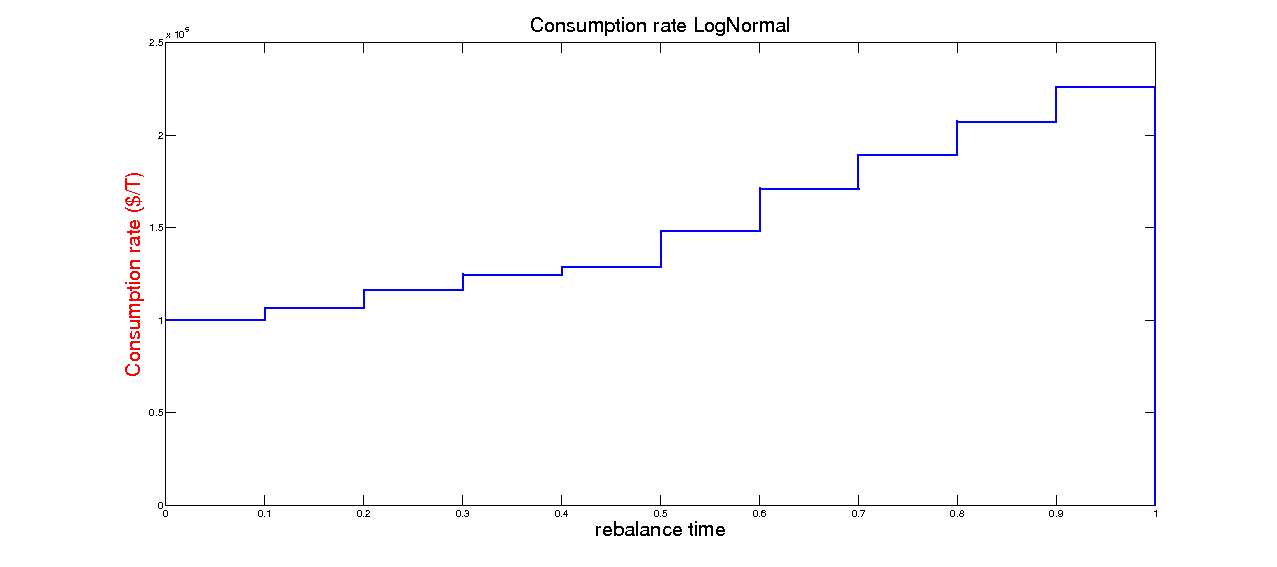 Consumption rate LogNormal
x 10^5
2.5
2
1.5
1
0.5
0
Consumption rate ($/T)
0 0.1 0.2 0.3 0.4 0.5 0.6 0.7 0.8 0.9 1
rebalance time